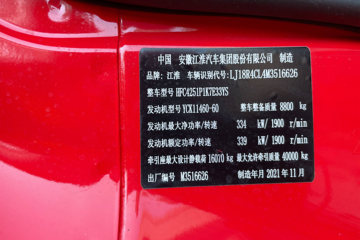 中国 安徽江淮汽车集团股份有限公司 制造
品牌: 江淮 车辆识别代号: LJ18R4CL4M3516626
整车型号 HFC4251P1K7E33YS
发动机型号 YCK11460-60 整车整备质量 8800 kg
发动机最大净功率/转速 334 kW/ 1900 r/min
发动机额定功率/转速 339 kW/ 1900 r/min
牵引座最大设计静载荷 16070 kg 最大允许牵引质量 40000 kg
出厂编号 M3516626 制造年月 2021 年 11 月